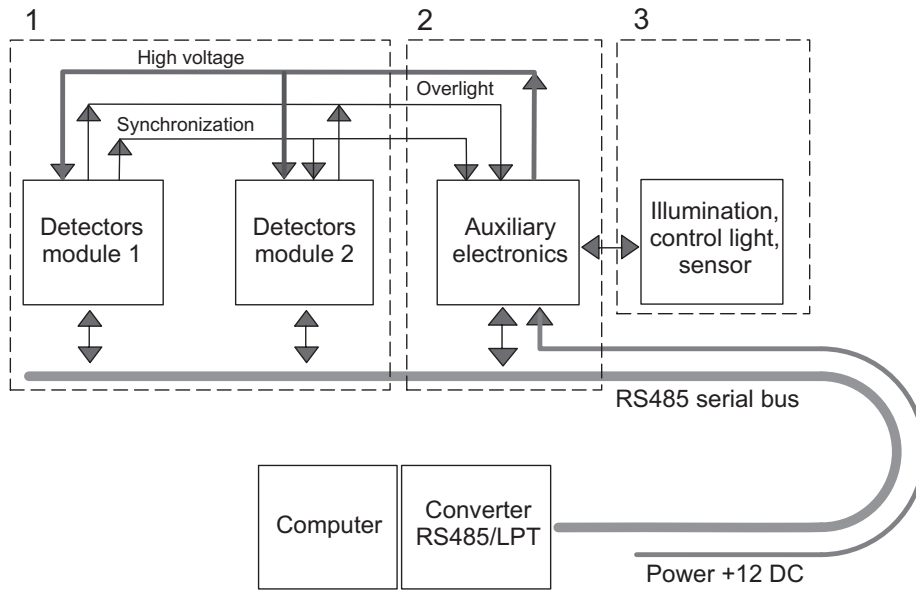 1
2
3
High voltage
Overlight
Synchronization
Detectors
module 1
Detectors
module 2
Auxiliary
electronics
Illumination,
control light,
sensor
RS485 serial bus
Computer
Converter
RS485/LPT
Power +12 DC